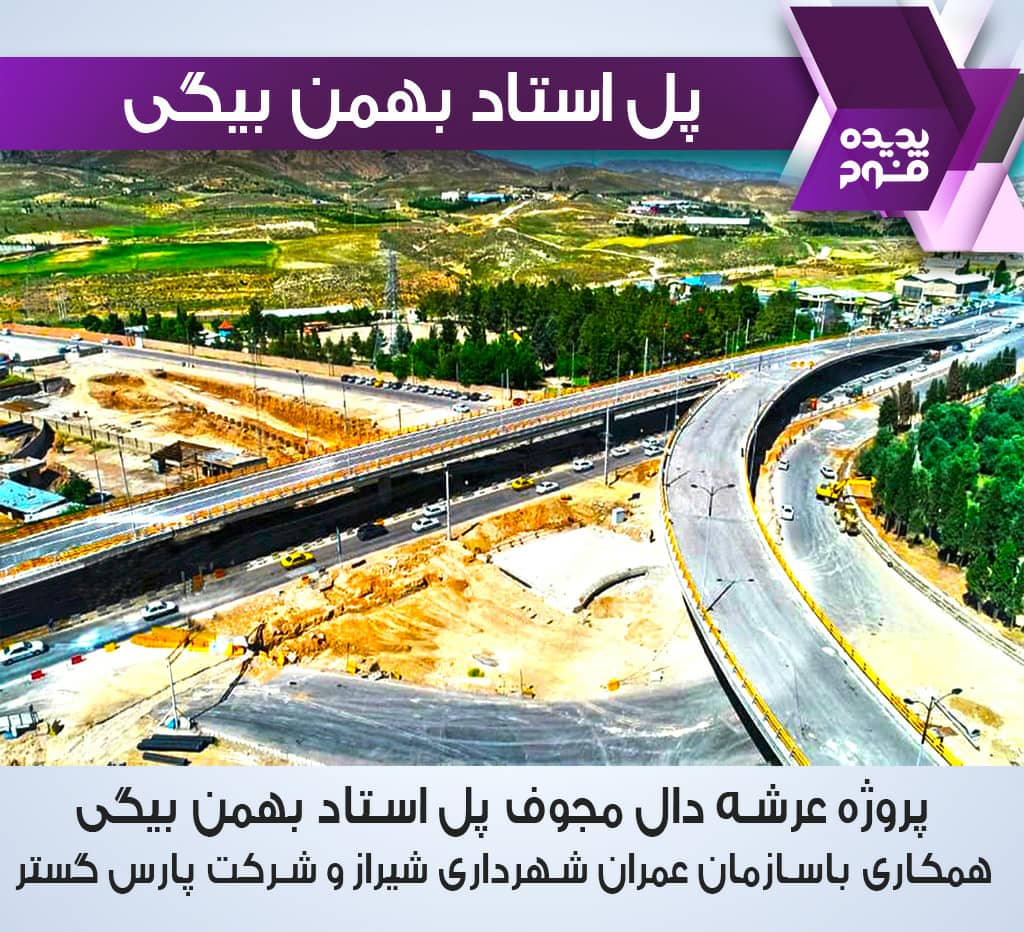 پل استاد بهمن بیگی
پدیده
فنوج
پروژه عرشه دال مجوف پل استاد بهمن بیگی
همکاری باسازمان عمران شهرداری شیراز و شرکت پارس گستر